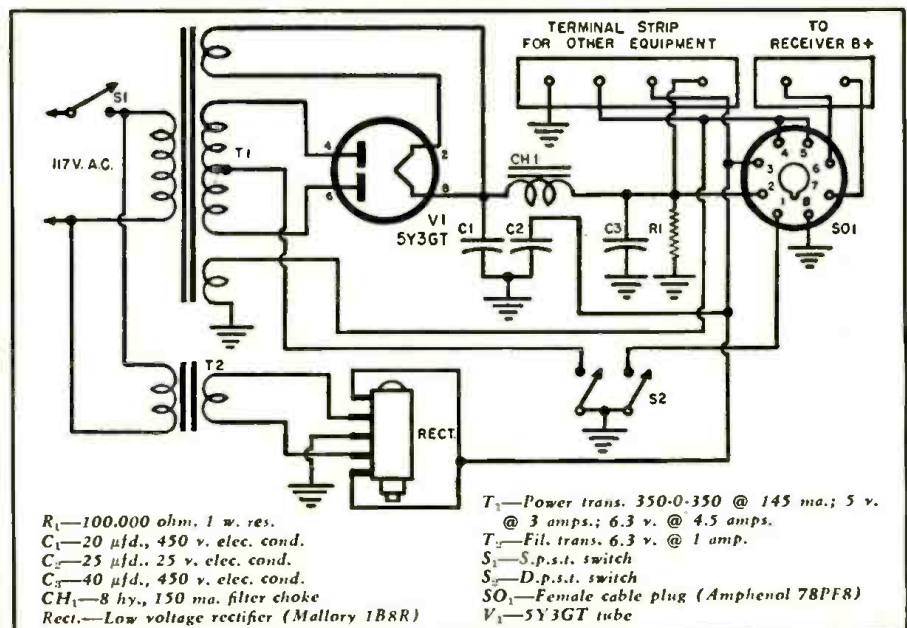 TERMINAL STRIP
FOR OTHER EQUIPMENT
TO
RECEIVER B+
S1
117 V. A.C.
T1
4
6
2
8
V1
5Y3GT
CH1
C1
C2
C3
R1
3
4
5
6
2
7
1
8
SO1
S2
T2
RECT.
R₁—100,000 ohm. 1 w. res.
C₁—20 µfd., 450 v. elec. cond.
C₂—25 µfd.. 25 v. elec. cond.
C₃—40 µfd., 450 v. elec. cond.
CH₁—8 hy., 150 ma. filter choke
Rect.—Low voltage rectifier (Mallory 1B8R)
T₁—Power trans. 350-0-350 @ 145 ma.; 5 v.
@ 3 amps.; 6.3 v. @ 4.5 amps.
T₂—Fil. trans. 6.3 v. @ 1 amp.
S₁—S.p.s.t. switch
S₂—D.p.s.t. switch
SO₁—Female cable plug (Amphenol 78PF8)
V₁—5Y3GT tube